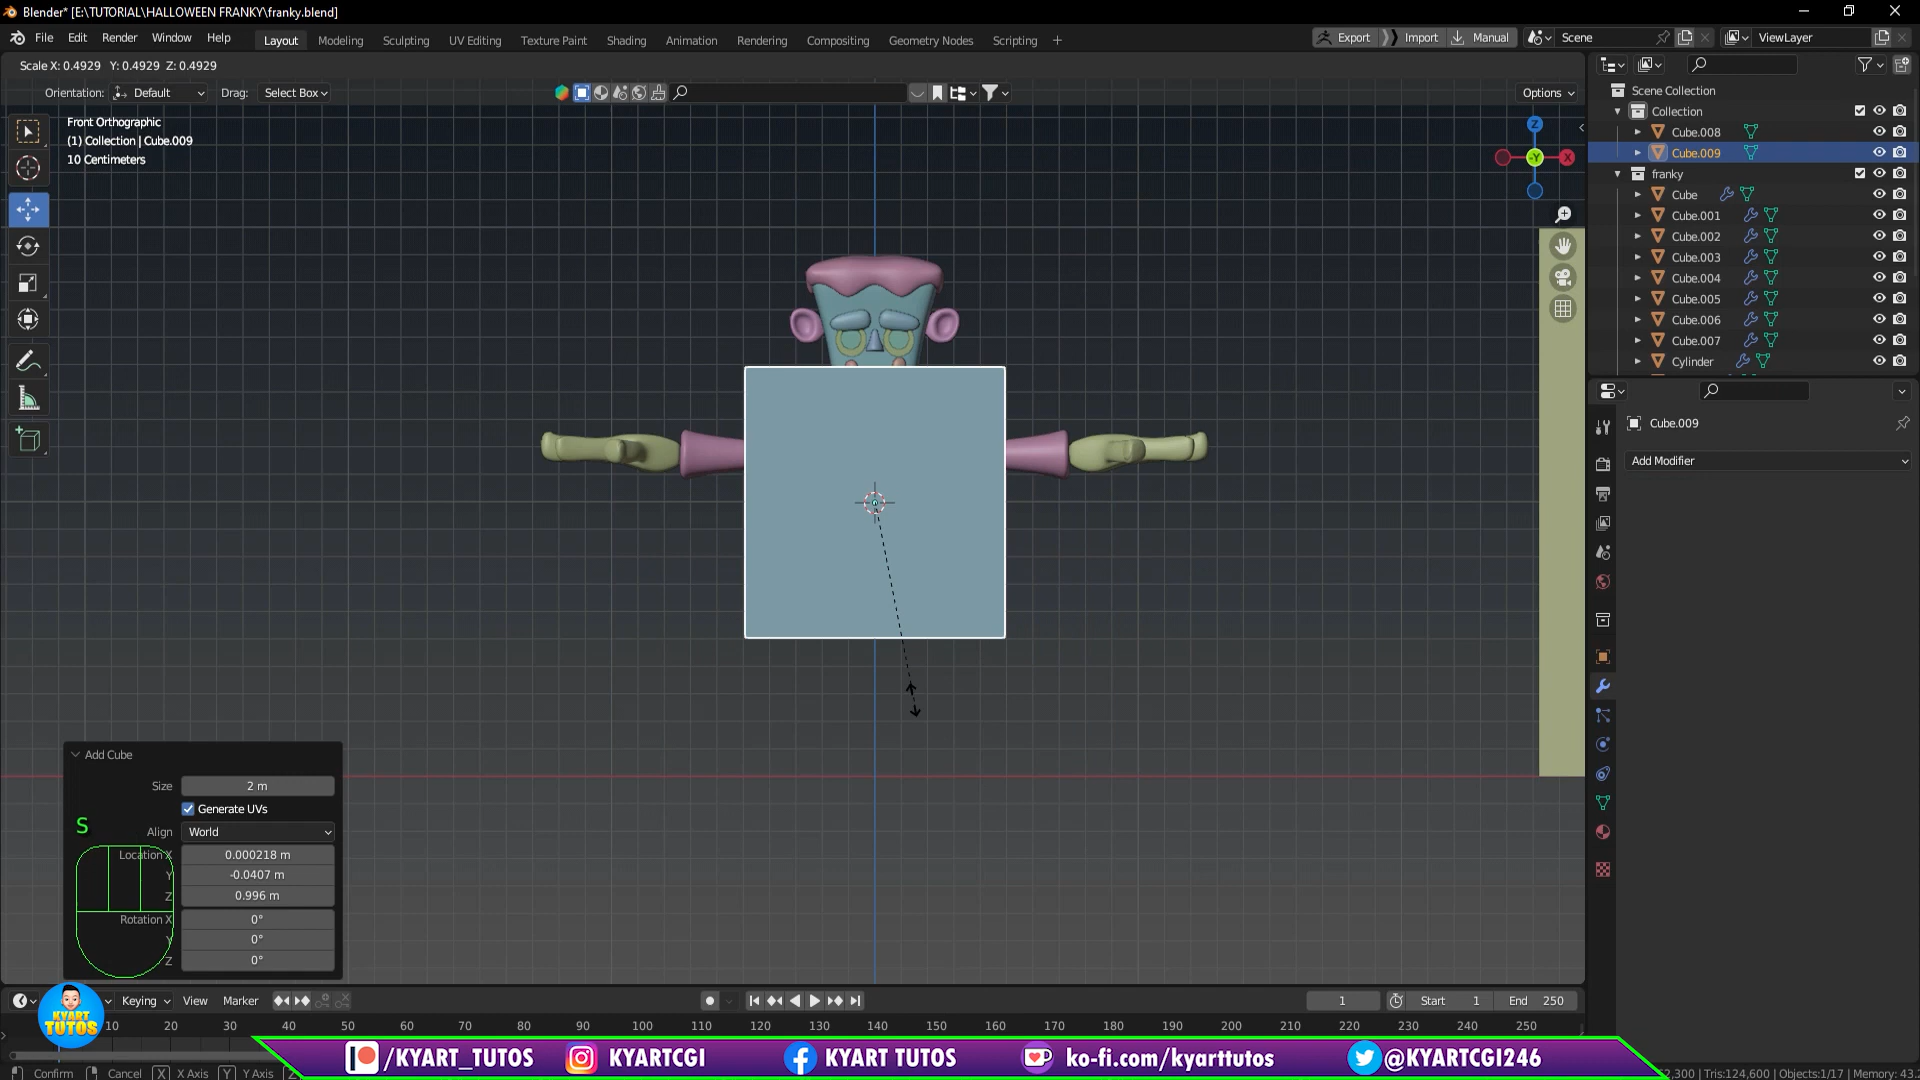 Blender* [E:\TUTORIAL\HALLOWEEN FRANKY\franky.blend]
File Edit Render Window Help
Layout Modeling Sculpting UV Editing Texture Paint Shading Animation Rendering Compositing Geometry Nodes Scripting +
Export Import Manual Scene ViewLayer
Scale X: 0.4929 Y: 0.4929 Z: 0.4929
Orientation: Default Drag: Select Box Options
Front Orthographic
(1) Collection | Cube.009
10 Centimeters
Z
-Y
X
Scene Collection
Collection
Cube.008
Cube.009
franky
Cube
Cube.001
Cube.002
Cube.003
Cube.004
Cube.005
Cube.006
Cube.007
Cylinder
Cube.009
Add Modifier
Add Cube
Size 2 m
Generate UVs
S
Align World
Location X 0.000218 m
Y -0.0407 m
Z 0.996 m
Rotation X 0°
Y 0°
Z 0°
Keying View Marker 1 Start 1 End 250
KYART TUTOS
10 20 30 40 50 60 70 80 90 100 110 120 130 140 150 160 170 180 190 200 210 220 230 240 250
/KYART_TUTOS KYARTCGI KYART TUTOS ko-fi.com/kyarttutos @KYARTCGI246
Confirm Cancel X X Axis Y Y Axis
,300 | Tris:124,600 | Objects:1/17 | Memory: 43.